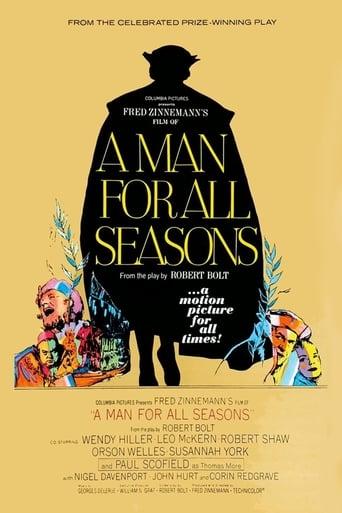 FROM THE CELEBRATED PRIZE-WINNING PLAY
COLUMBIA PICTURES
presents
FRED ZINNEMANN'S
FILM OF
A MAN
FOR ALL
SEASONS
From the play by ROBERT BOLT
...a
motion
picture
for all
times!
COLUMBIA PICTURES Presents FRED ZINNEMANN'S FILM OF
"A MAN FOR ALL SEASONS"
From the play by
ROBERT BOLT
CO-STARRING WENDY HILLER · LEO McKERN · ROBERT SHAW
ORSON WELLES · SUSANNAH YORK
and PAUL SCOFIELD as Thomas More
with NIGEL DAVENPORT · JOHN HURT and CORIN REDGRAVE
GEORGES DELERUE · WILLIAM N. GRAF · ROBERT BOLT · FRED ZINNEMANN · TECHNICOLOR®